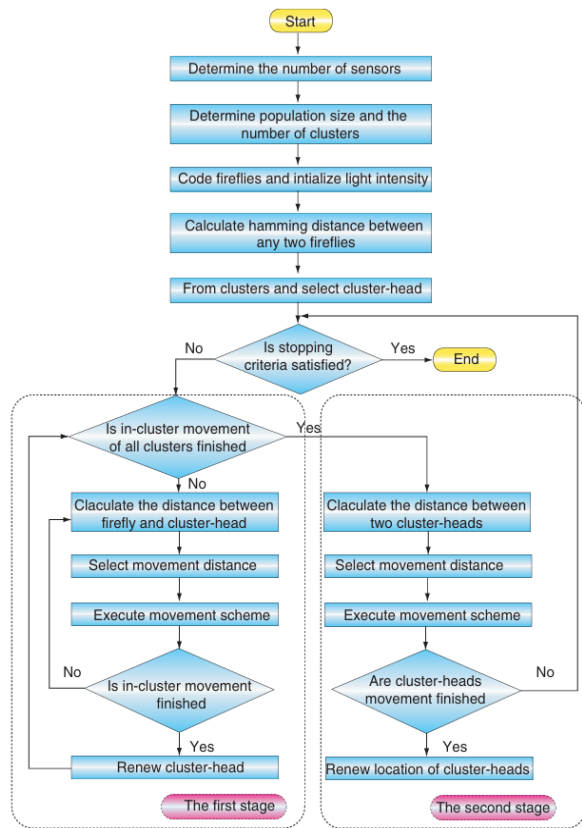 Start
Determine the number of sensors
Determine population size and the
number of clusters
Code fireflies and intialize light intensity
Calculate hamming distance between
any two fireflies
From clusters and select cluster-head
Is stopping
criteria satisfied?
No
Yes
End
Is in-cluster movement
of all clusters finished
Yes
No
Claculate the distance between
firefly and cluster-head
Select movement distance
Execute movement scheme
No
Is in-cluster movement
finished
Yes
Renew cluster-head
The first stage
Claculate the distance between
two cluster-heads
Select movement distance
Execute movement scheme
Are cluster-heads
movement finished
No
Yes
Renew location of cluster-heads
The second stage